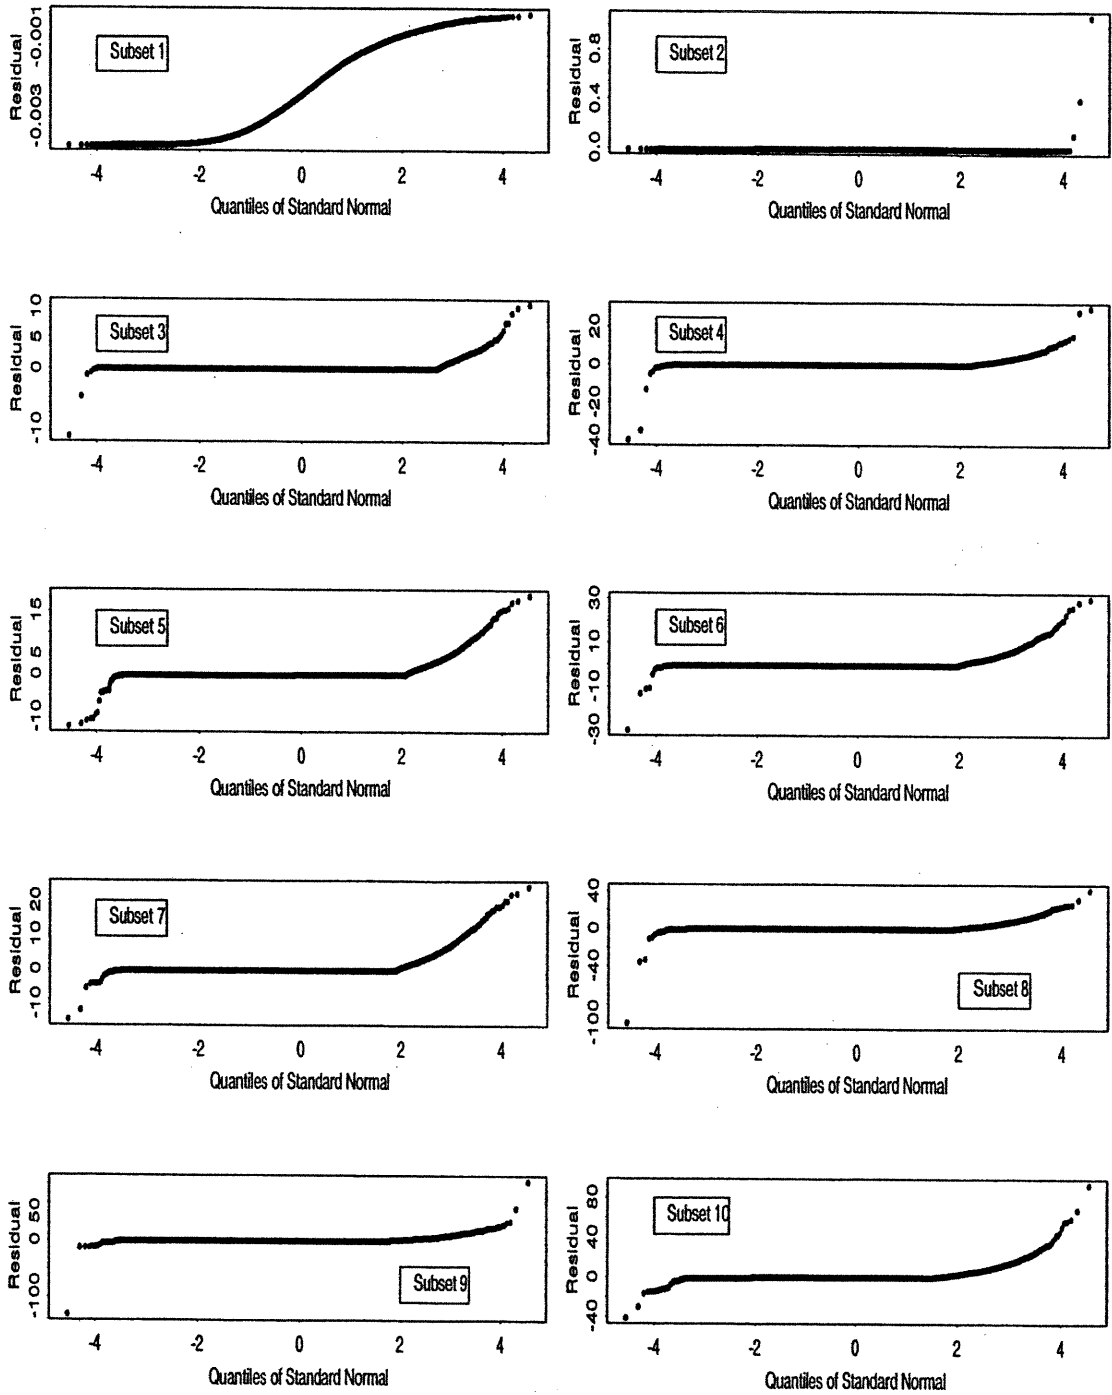 Residual
-0.003 -0.001
Subset 1
-4 -2 0 2 4
Quantiles of Standard Normal
Residual
0.0 0.4 0.8
Subset 2
-4 -2 0 2 4
Quantiles of Standard Normal
Residual
-10 0 5 10
Subset 3
-4 -2 0 2 4
Quantiles of Standard Normal
Residual
-40 -20 0 20
Subset 4
-4 -2 0 2 4
Quantiles of Standard Normal
Residual
-10 0 5 15
Subset 5
-4 -2 0 2 4
Quantiles of Standard Normal
Residual
-30 -10 10 30
Subset 6
-4 -2 0 2 4
Quantiles of Standard Normal
Residual
-10 0 10 20
Subset 7
-4 -2 0 2 4
Quantiles of Standard Normal
Residual
-100 -40 0 40
Subset 8
-4 -2 0 2 4
Quantiles of Standard Normal
Residual
-100 0 50
Subset 9
-4 -2 0 2 4
Quantiles of Standard Normal
Residual
-40 0 40 80
Subset 10
-4 -2 0 2 4
Quantiles of Standard Normal